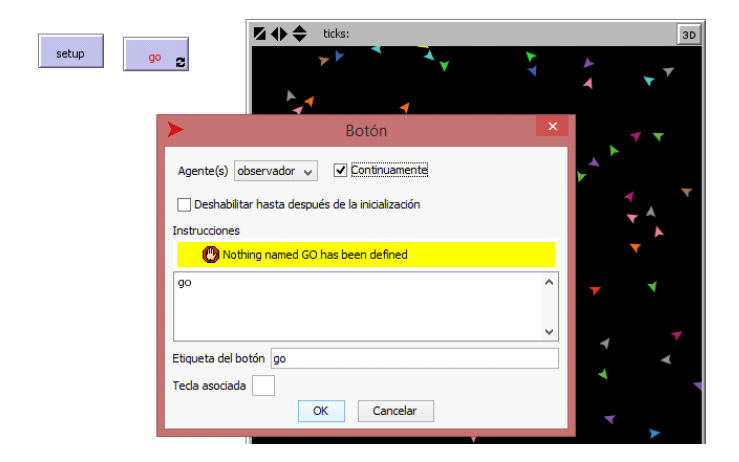 ticks:
3D
setup
go
Botón
Agente(s) observador Continuamente
Deshabilitar hasta después de la inicialización
Instrucciones
Nothing named GO has been defined
go
Etiqueta del botón go
Tecla asociada
OK Cancelar